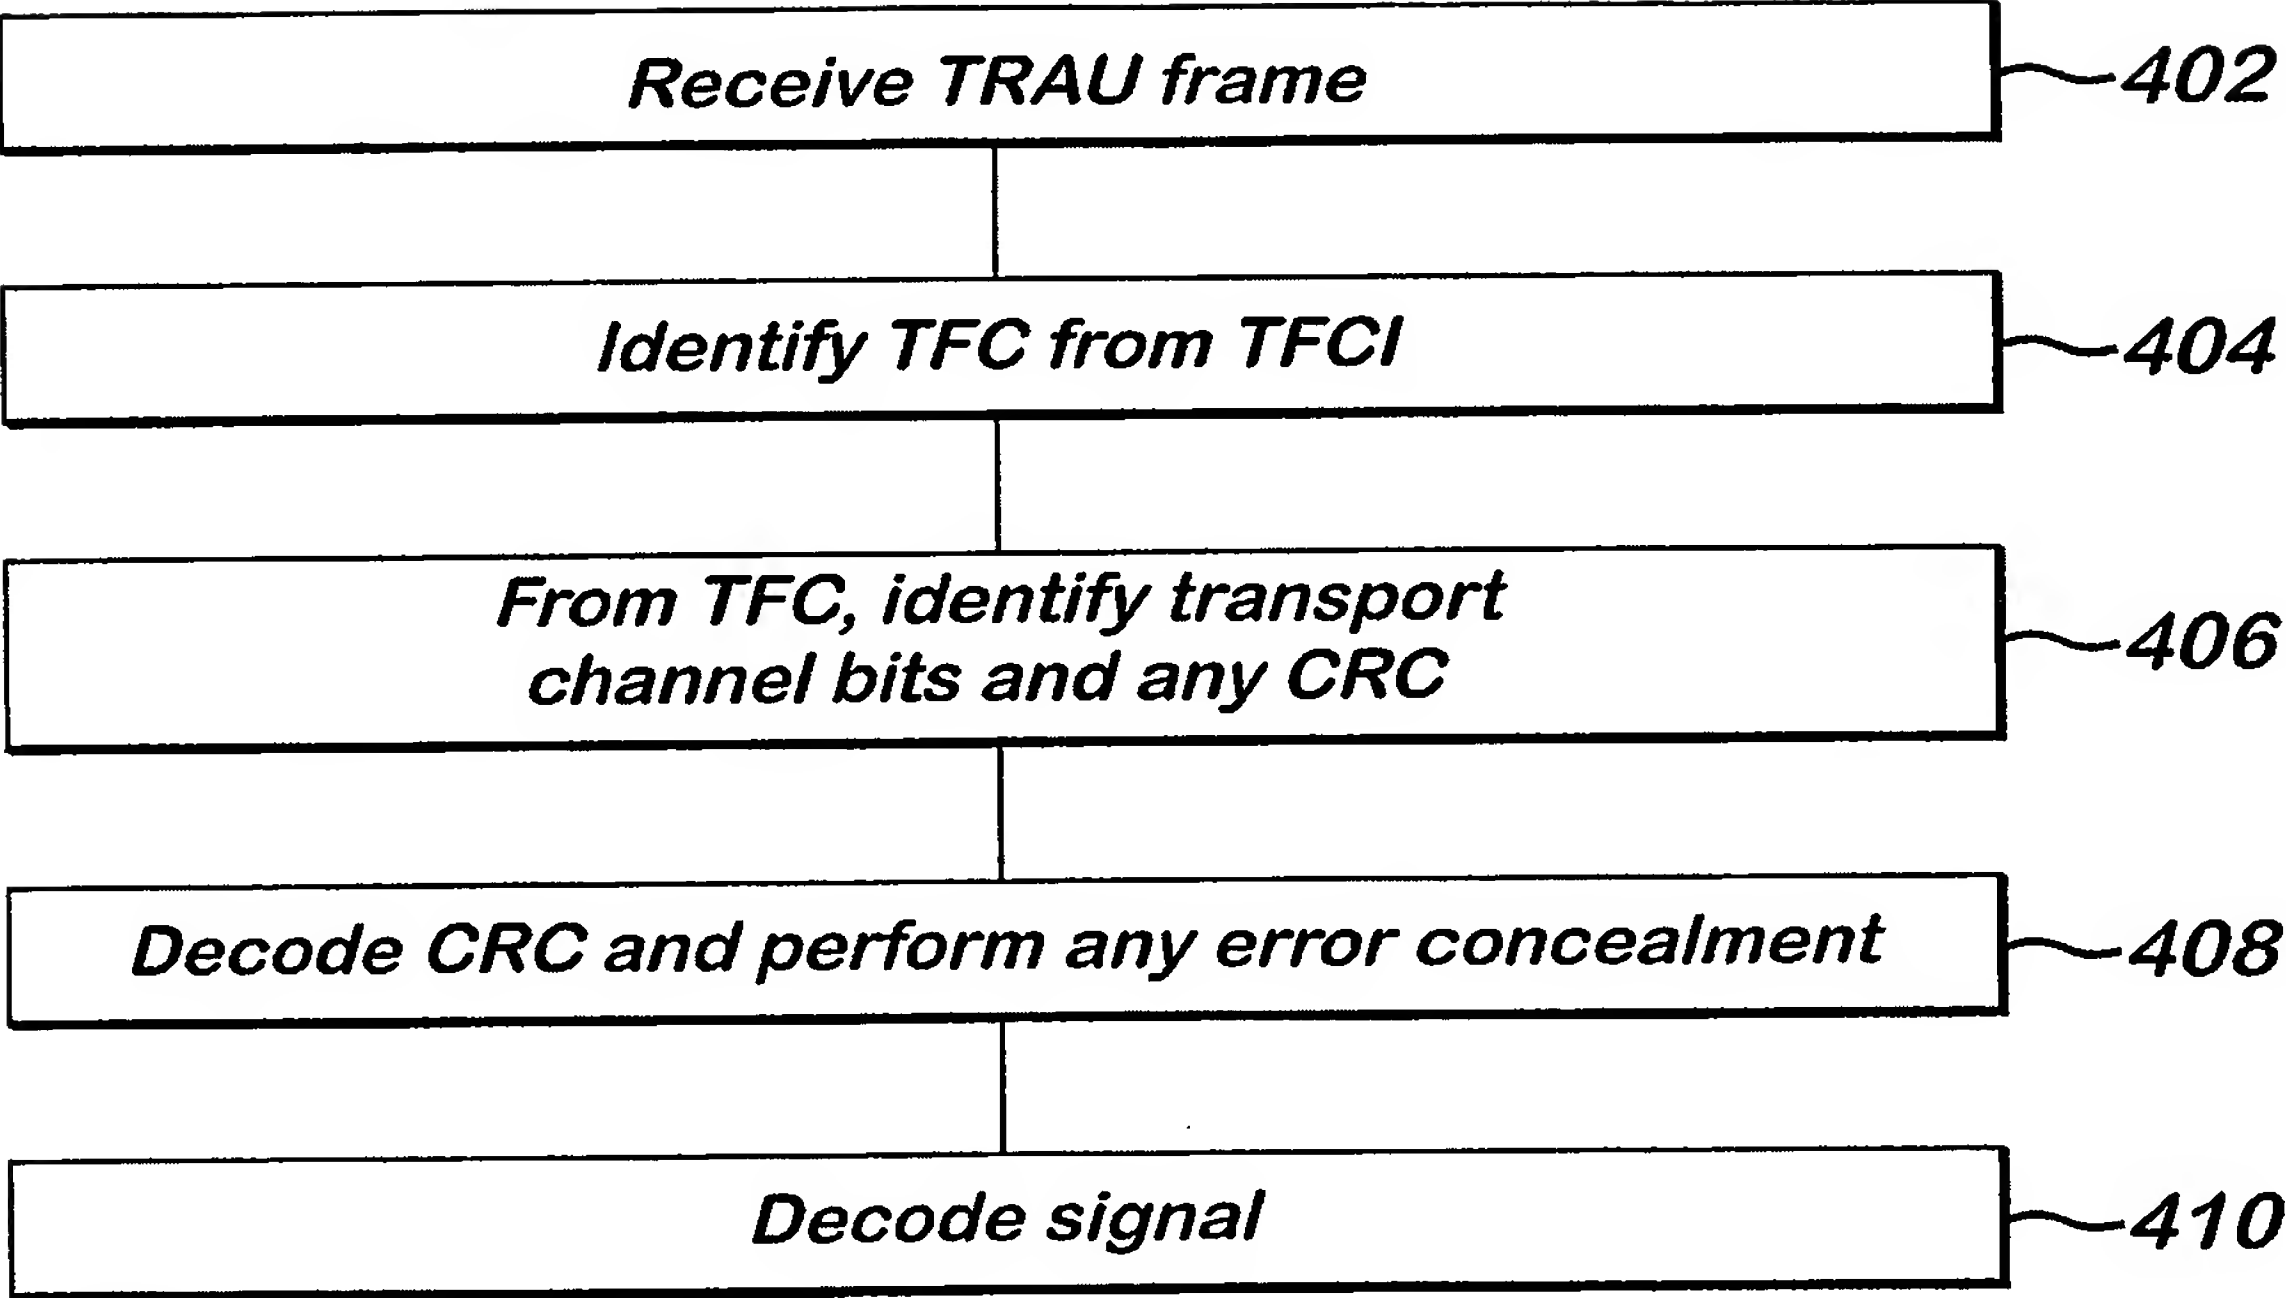 Receive TRAU frame
402
Identify TFC from TFCI
404
From TFC, identify transport
channel bits and any CRC
406
Decode CRC and perform any error concealment
408
Decode signal
410